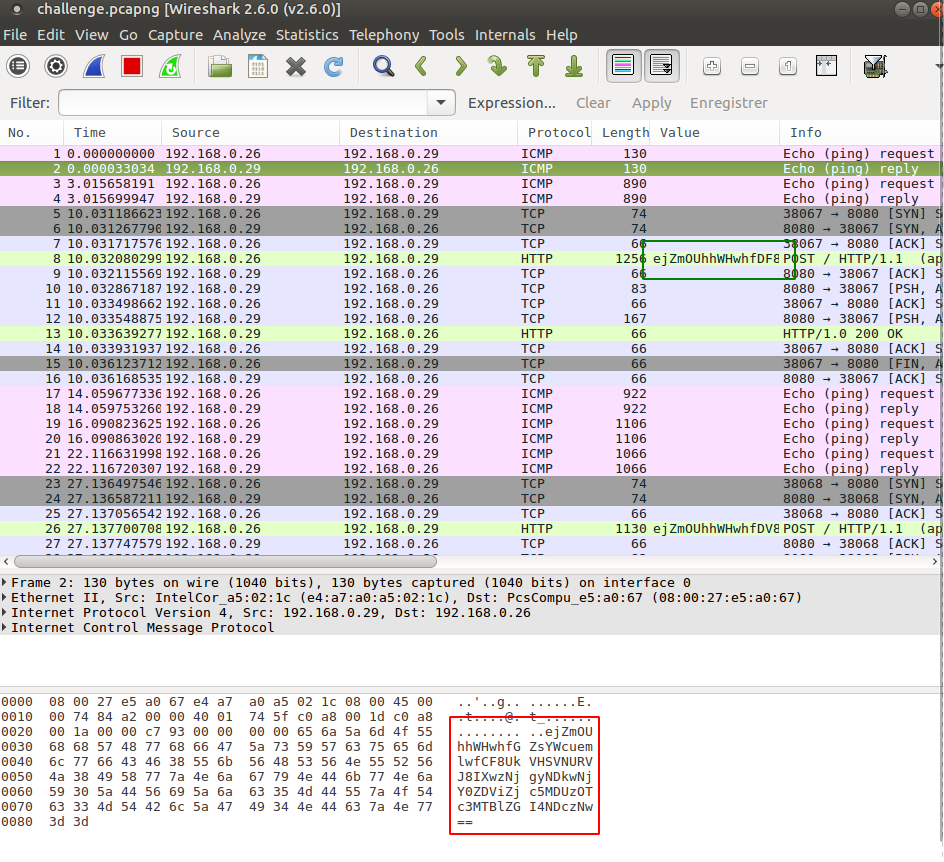 challenge.pcapng [Wireshark 2.6.0 (v2.6.0)]
File Edit View Go Capture Analyze Statistics Telephony Tools Internals Help
Filter: Expression... Clear Apply Enregistrer
No. Time Source Destination Protocol Length Value Info
1 0.000000000 192.168.0.26 192.168.0.29 ICMP 130 Echo (ping) request
2 0.000033034 192.168.0.29 192.168.0.26 ICMP 130 Echo (ping) reply
3 3.015658191 192.168.0.26 192.168.0.29 ICMP 890 Echo (ping) request
4 3.015699947 192.168.0.29 192.168.0.26 ICMP 890 Echo (ping) reply
5 10.031186623 192.168.0.26 192.168.0.29 TCP 74 38067 → 8080 [SYN] S
6 10.031267790 192.168.0.29 192.168.0.26 TCP 74 8080 → 38067 [SYN, A
7 10.031717576 192.168.0.26 192.168.0.29 TCP 66 38067 → 8080 [ACK] S
8 10.032080299 192.168.0.26 192.168.0.29 HTTP 1256 ejZmOUhhWHwhfDF8 POST / HTTP/1.1 (ap
9 10.032115569 192.168.0.29 192.168.0.26 TCP 66 8080 → 38067 [ACK] S
10 10.032867187 192.168.0.29 192.168.0.26 TCP 83 8080 → 38067 [PSH, A
11 10.033498662 192.168.0.26 192.168.0.29 TCP 66 38067 → 8080 [ACK] S
12 10.033548875 192.168.0.29 192.168.0.26 TCP 167 8080 → 38067 [PSH, A
13 10.033639277 192.168.0.29 192.168.0.26 HTTP 66 HTTP/1.0 200 OK
14 10.033931937 192.168.0.26 192.168.0.29 TCP 66 38067 → 8080 [ACK] S
15 10.036123712 192.168.0.26 192.168.0.29 TCP 66 38067 → 8080 [FIN, A
16 10.036168535 192.168.0.29 192.168.0.26 TCP 66 8080 → 38067 [ACK] S
17 14.059677336 192.168.0.26 192.168.0.29 ICMP 922 Echo (ping) request
18 14.059753260 192.168.0.29 192.168.0.26 ICMP 922 Echo (ping) reply
19 16.090823625 192.168.0.26 192.168.0.29 ICMP 1106 Echo (ping) request
20 16.090863020 192.168.0.29 192.168.0.26 ICMP 1106 Echo (ping) reply
21 22.116631998 192.168.0.26 192.168.0.29 ICMP 1066 Echo (ping) request
22 22.116720307 192.168.0.29 192.168.0.26 ICMP 1066 Echo (ping) reply
23 27.136497546 192.168.0.26 192.168.0.29 TCP 74 38068 → 8080 [SYN] S
24 27.136587211 192.168.0.29 192.168.0.26 TCP 74 8080 → 38068 [SYN, A
25 27.137056542 192.168.0.26 192.168.0.29 TCP 66 38068 → 8080 [ACK] S
26 27.137700708 192.168.0.26 192.168.0.29 HTTP 1130 ejZmOUhhWHwhfDV8 POST / HTTP/1.1 (ap
27 27.137747579 192.168.0.29 192.168.0.26 TCP 66 8080 → 38068 [ACK] S
Frame 2: 130 bytes on wire (1040 bits), 130 bytes captured (1040 bits) on interface 0
Ethernet II, Src: IntelCor_a5:02:1c (e4:a7:a0:a5:02:1c), Dst: PcsCompu_e5:a0:67 (08:00:27:e5:a0:67)
Internet Protocol Version 4, Src: 192.168.0.29, Dst: 192.168.0.26
Internet Control Message Protocol
0000 08 00 27 e5 a0 67 e4 a7 a0 a5 02 1c 08 00 45 00 ..'..g.. ......E.
0010 00 74 84 a2 00 00 40 01 74 5f c0 a8 00 1d c0 a8 .t....@. t_......
0020 00 1a 00 00 c7 93 00 00 00 00 65 6a 5a 6d 4f 55 ........ ..ejZmOU
0030 68 68 57 48 77 68 66 47 5a 73 59 57 63 75 65 6d hhWHwhfG ZsYWcuem
0040 6c 77 66 43 46 38 55 6b 56 48 53 56 4e 55 52 56 lwfCF8Uk VHSVNURV
0050 4a 38 49 58 77 7a 4e 6a 67 79 4e 44 6b 77 4e 6a J8IXwzNj gyNDkwNj
0060 59 30 5a 44 56 69 5a 6a 63 35 4d 44 55 7a 4f 54 Y0ZDViZj c5MDUzOT
0070 63 33 4d 54 42 6c 5a 47 49 34 4e 44 63 7a 4e 77 c3MTBlZG I4NDczNw
0080 3d 3d ==